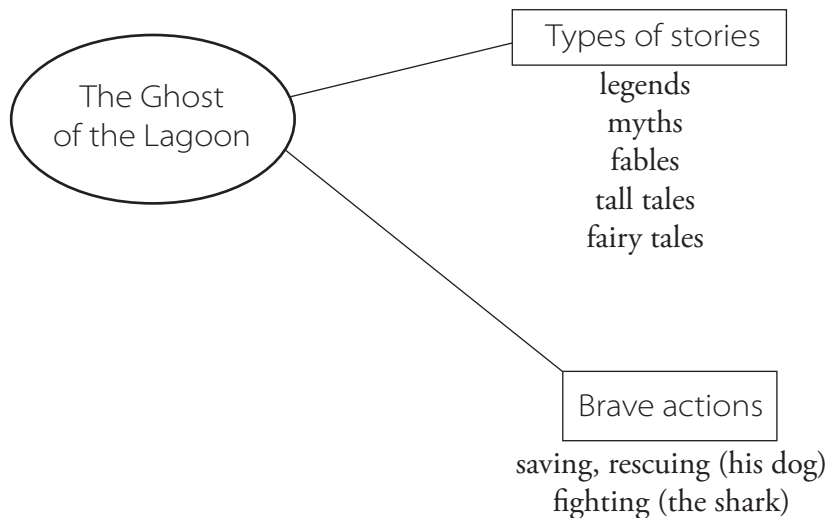 The Ghost
of the Lagoon
Types of stories
legends
myths
fables
tall tales
fairy tales
Brave actions
saving, rescuing (his dog)
fighting (the shark)